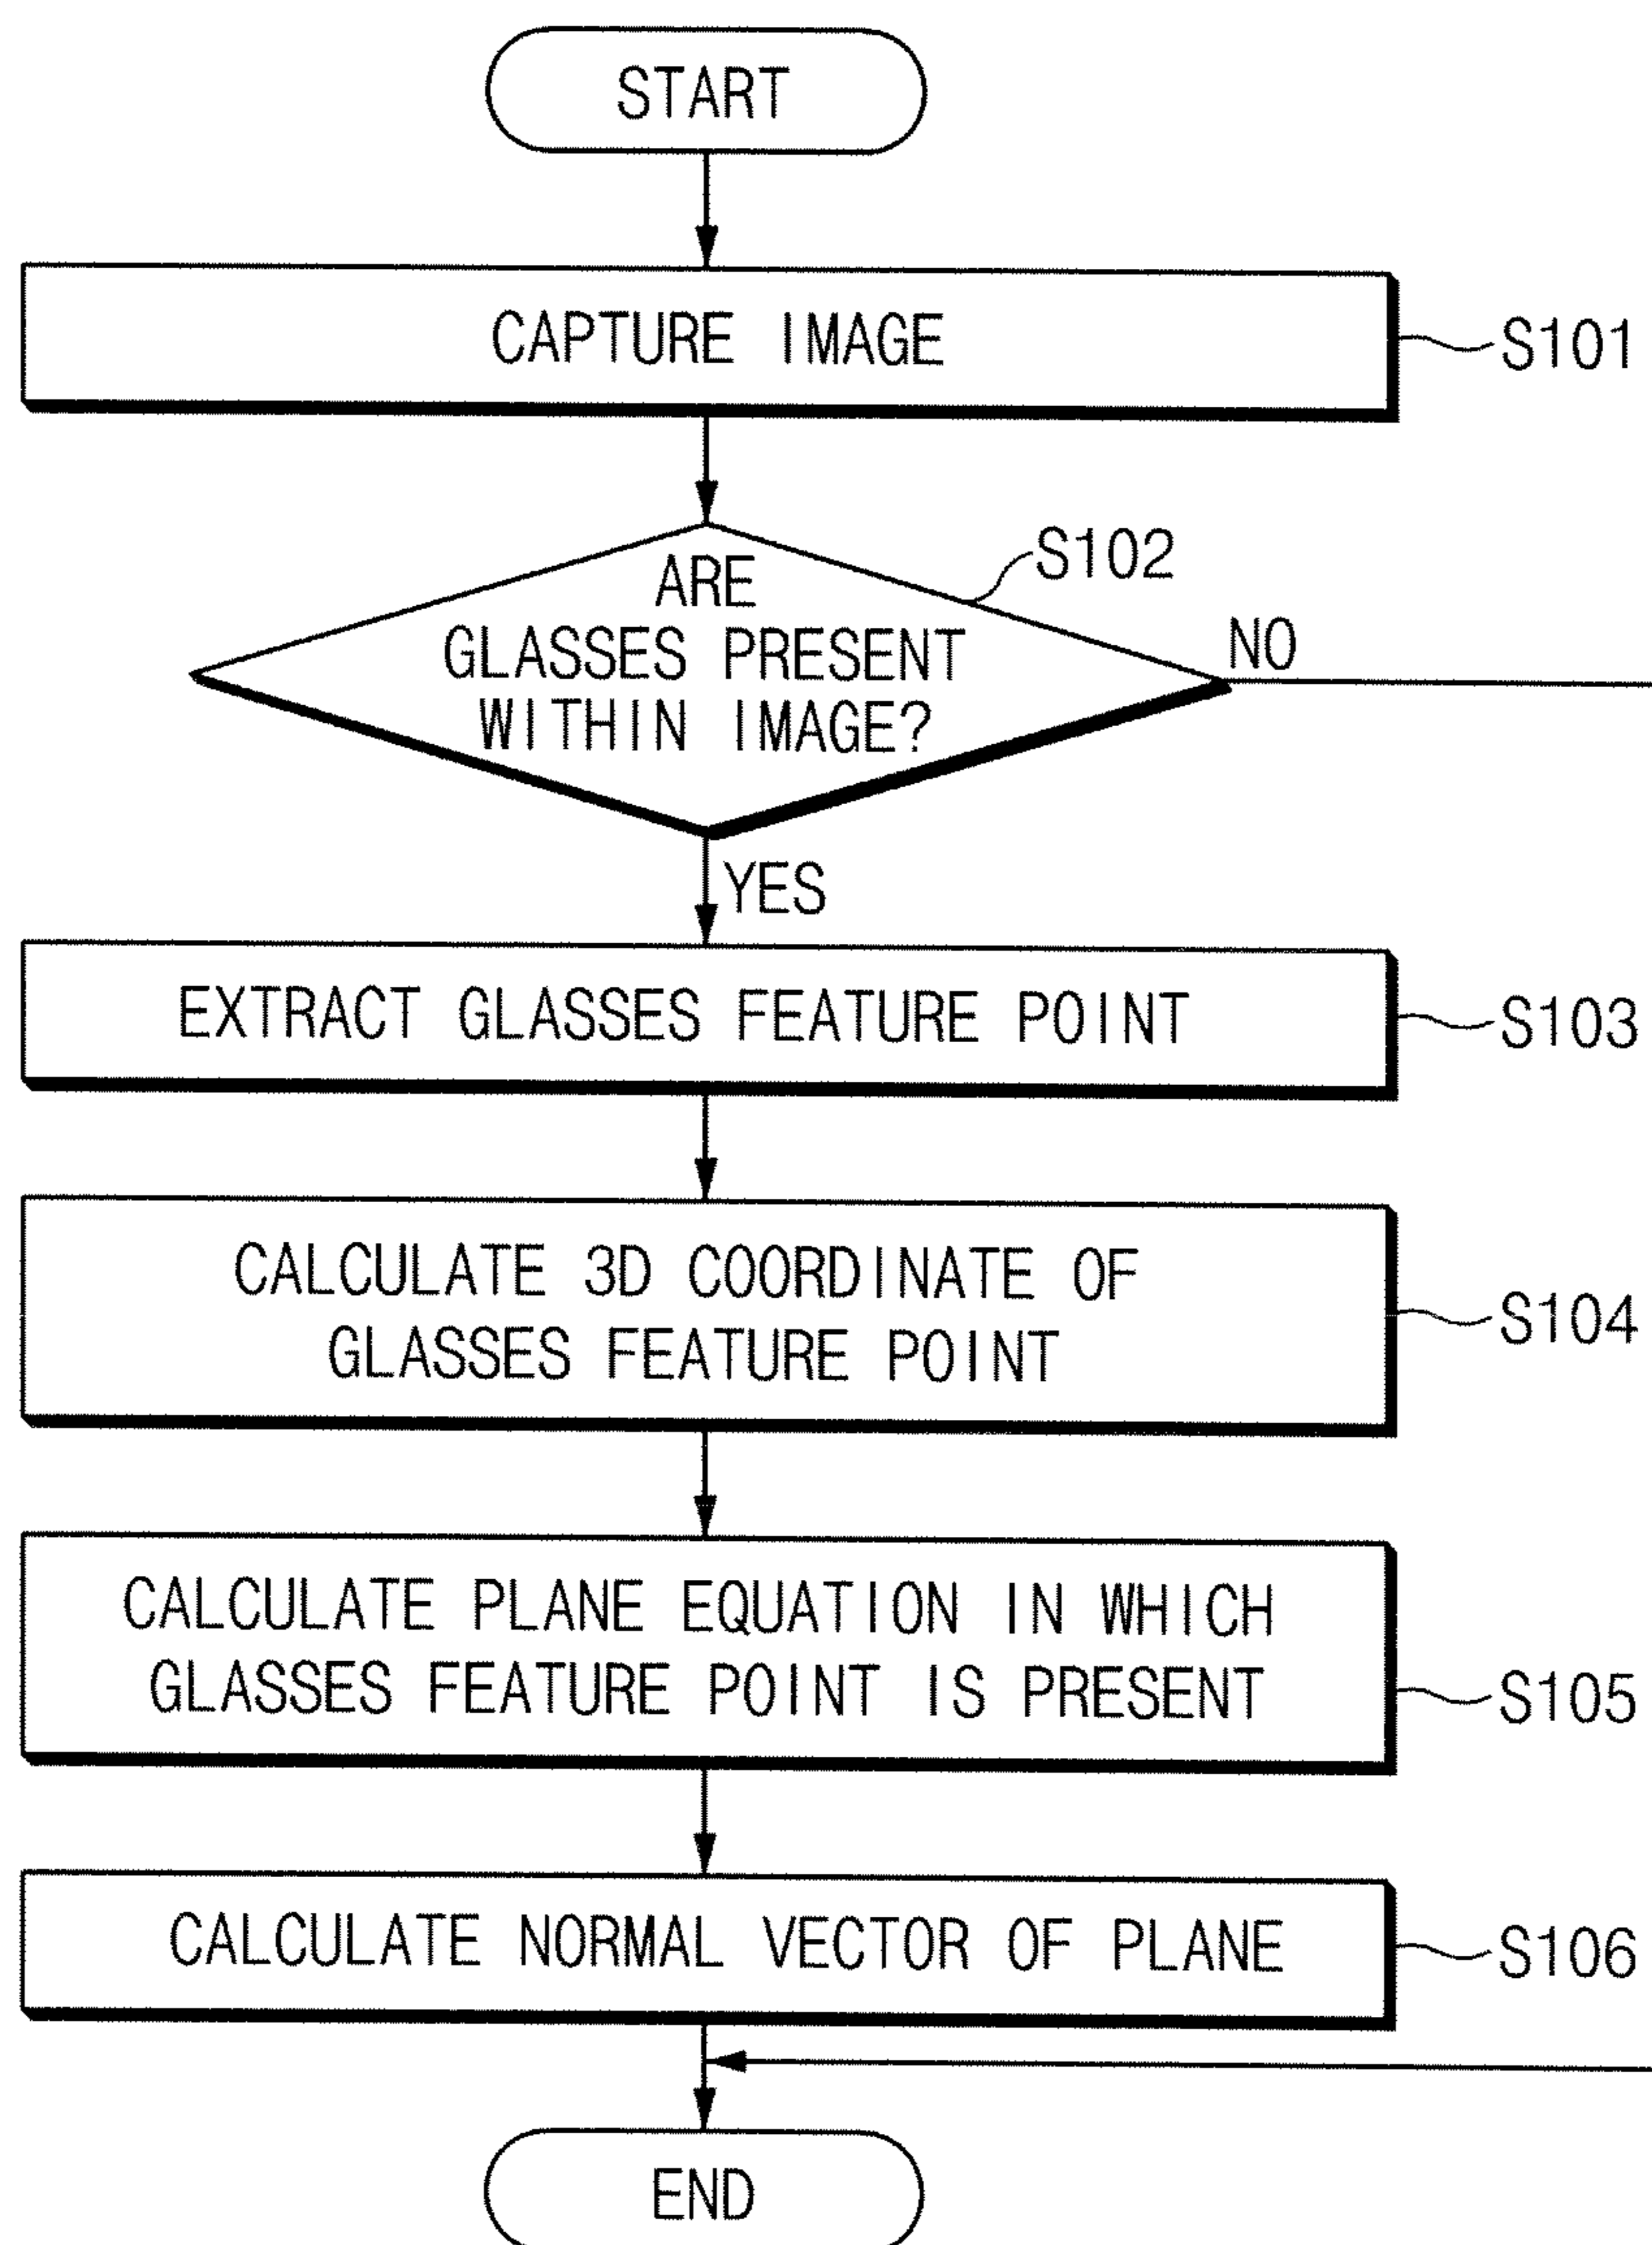 START
CAPTURE IMAGE
S101
S102
ARE
GLASSES PRESENT
WITHIN IMAGE?
NO
YES
EXTRACT GLASSES FEATURE POINT
S103
CALCULATE 3D COORDINATE OF
GLASSES FEATURE POINT
S104
CALCULATE PLANE EQUATION IN WHICH
GLASSES FEATURE POINT IS PRESENT
S105
CALCULATE NORMAL VECTOR OF PLANE
S106
END